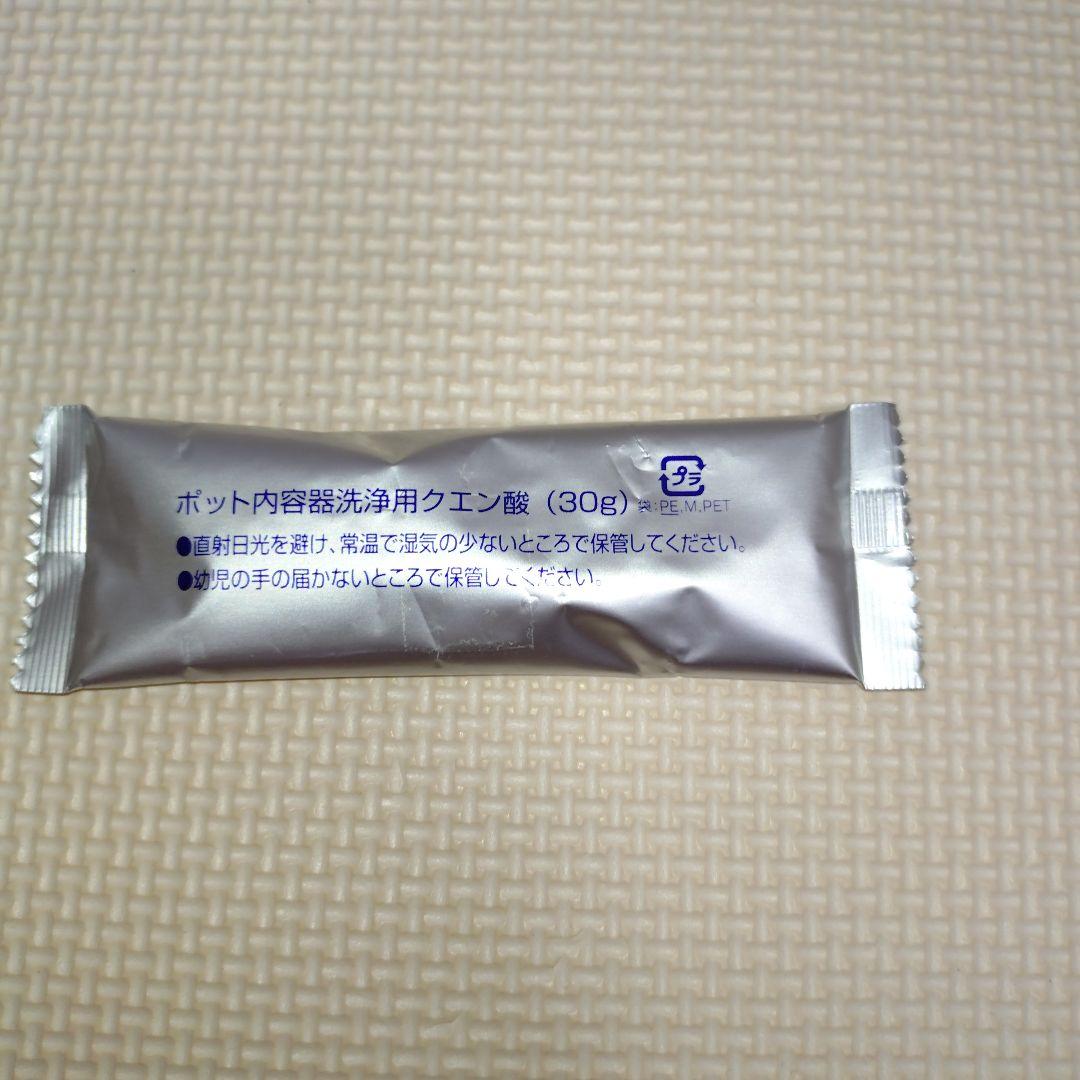 プラ
ポット内容器洗浄用クエン酸（30g）袋:PE,M,PET
●直射日光を避け、常温で湿気の少ないところで保管してください。
●幼児の手の届かないところで保管してください。